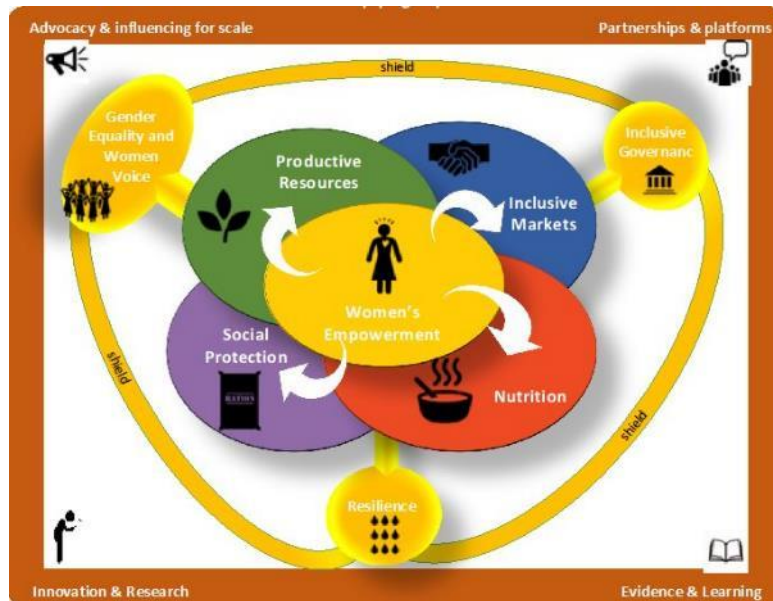 Advocacy & influencing for scale
Partnerships & platforms
shield
Gender
Equality and
Women
Voice
Inclusive
Governanc
Productive
Resources
Inclusive
Markets
Women's
Empowerment
Social
Protection
RATION
Nutrition
shield
shield
Resilience
Innovation & Research
Evidence & Learning